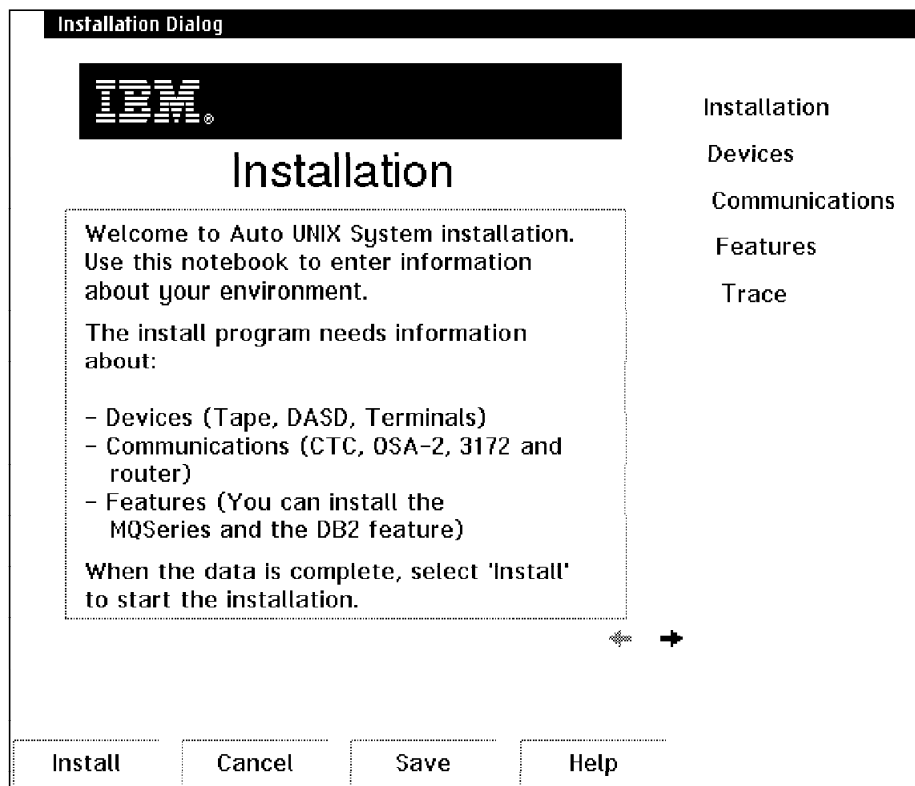 Installation Dialog
IBM®
Installation
Welcome to Auto UNIX System installation.
Use this notebook to enter information
about your environment.
The install program needs information
about:
- Devices (Tape, DASD, Terminals)
- Communications (CTC, OSA-2, 3172 and
router)
- Features (You can install the
MQSeries and the DB2 feature)
When the data is complete, select 'Install'
to start the installation.
Installation
Devices
Communications
Features
Trace
Install
Cancel
Save
Help